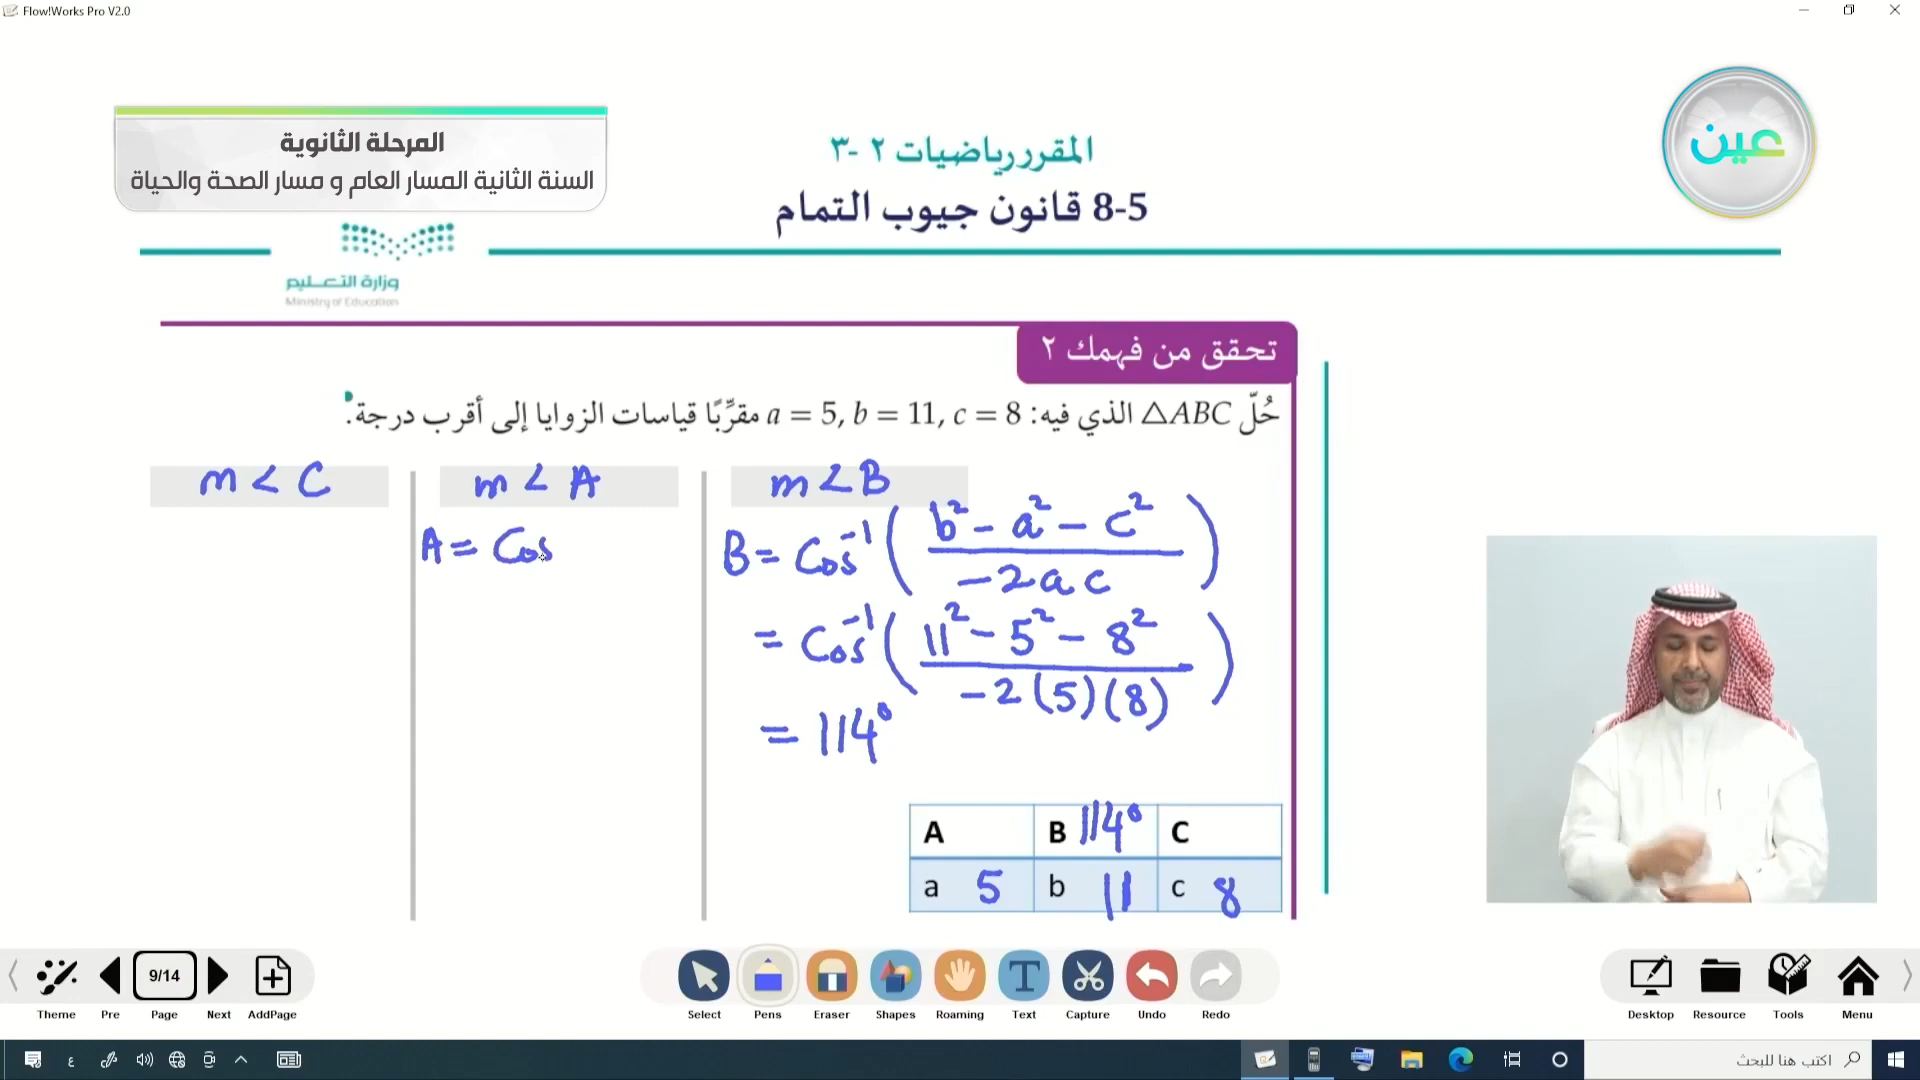 Flow!Works Pro V2.0
المرحلة الثانوية
السنة الثانية المسار العام و مسار الصحة والحياة
المقرر رياضيات ٢ -٣
8-5 قانون جيوب التمام
عين
وزارة التعليم
Ministry of Education
تحقق من فهمك ٢
حُلّ △ABC الذي فيه: a = 5, b = 11, c = 8 مقرِّبًا قياسات الزوايا إلى أقرب درجة.
m < B
B = Cos⁻¹ ( b² - a² - c² / -2 a c )
= Cos⁻¹ ( 11² - 5² - 8² / -2 (5) (8) )
= 114°
m < A
A = Cos
m < C
A B 114° C
a 5 b 11 c 8
9/14
Theme Pre Page Next AddPage
Select Pens Eraser Shapes Roaming Text Capture Undo Redo
Desktop Resource Tools Menu
T
ع
اكتب هنا للبحث